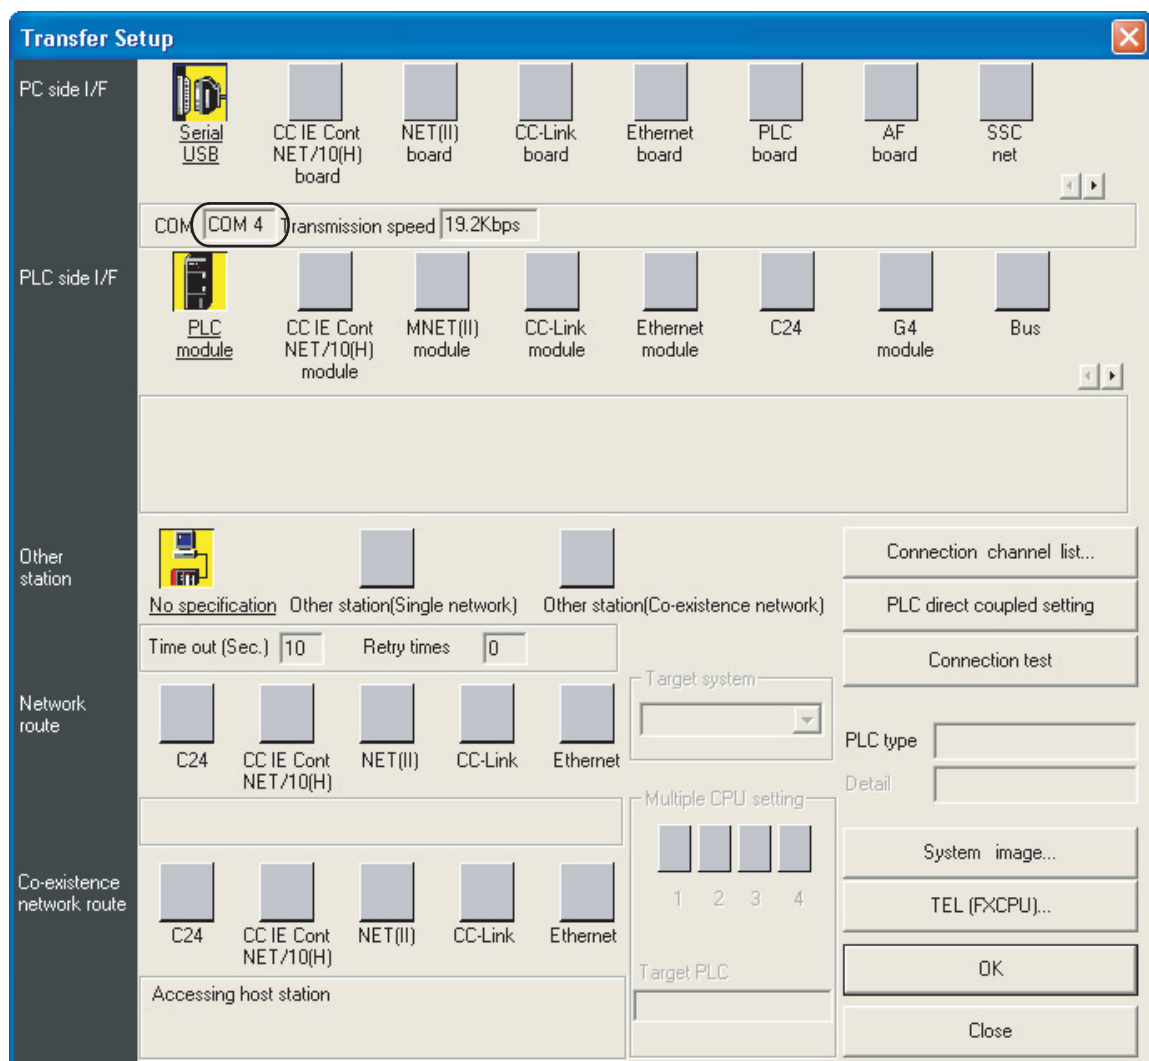 Transfer Setup
PC side I/F
Serial
USB
CC IE Cont
NET/10(H)
board
NET(II)
board
CC-Link
board
Ethernet
board
PLC
board
AF
board
SSC
net
COM COM 4 Transmission speed 19.2Kbps
PLC side I/F
PLC
module
CC IE Cont
NET/10(H)
module
MNET(II)
module
CC-Link
module
Ethernet
module
C24
G4
module
Bus
Other
station
No specification
Other station(Single network)
Other station(Co-existence network)
Time out (Sec.) 10 Retry times 0
Connection channel list...
PLC direct coupled setting
Connection test
Network
route
C24
CC IE Cont
NET/10(H)
NET(II)
CC-Link
Ethernet
Target system
PLC type
Detail
Multiple CPU setting
1 2 3 4
Target PLC
System image...
TEL (FXCPU)...
Co-existence
network route
C24
CC IE Cont
NET/10(H)
NET(II)
CC-Link
Ethernet
Accessing host station
OK
Close